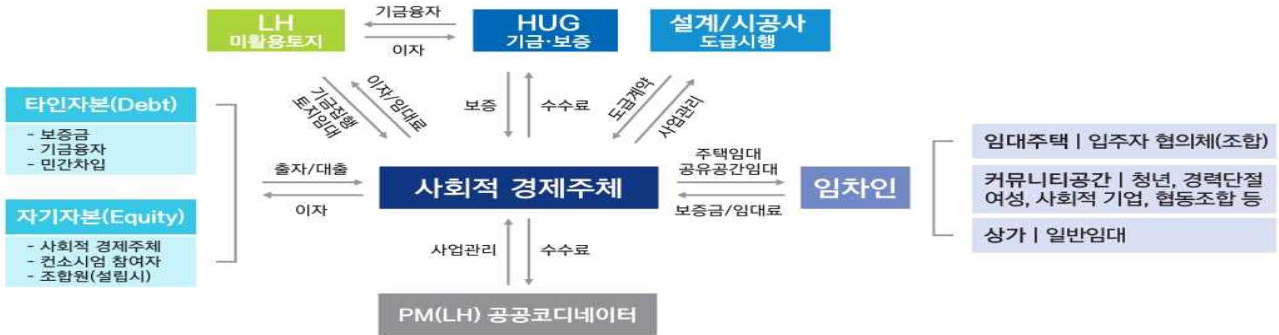 LH
미활용토지
기금융자
이자
HUG
기금·보증
설계/시공사
도급시행
기금집행
토지임대
이자/임대료
보증
수수료
도급계약
사업관리
타인자본(Debt)
- 보증금
- 기금융자
- 민간차입
자기자본(Equity)
- 사회적 경제주체
- 컨소시엄 참여자
- 조합원(설립시)
출자/대출
이자
사회적 경제주체
주택임대
공유공간임대
보증금/임대료
임차인
임대주택 | 입주자 협의체(조합)
커뮤니티공간 | 청년, 경력단절
여성, 사회적 기업, 협동조합 등
상가 | 일반임대
사업관리
수수료
PM(LH) 공공코디네이터